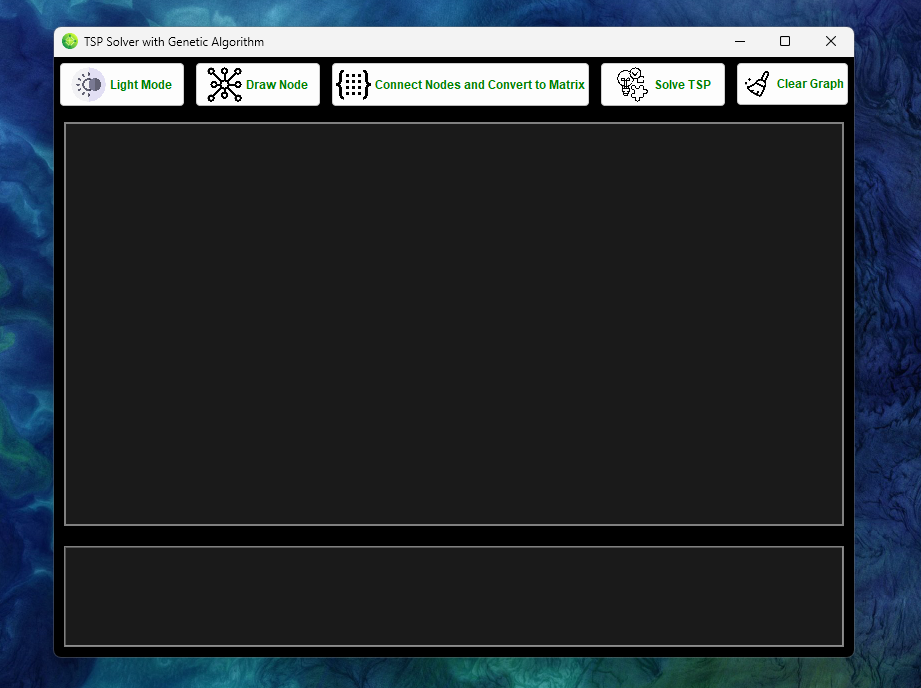 TSP Solver with Genetic Algorithm
Light Mode
Draw Node
Connect Nodes and Convert to Matrix
Solve TSP
Clear Graph